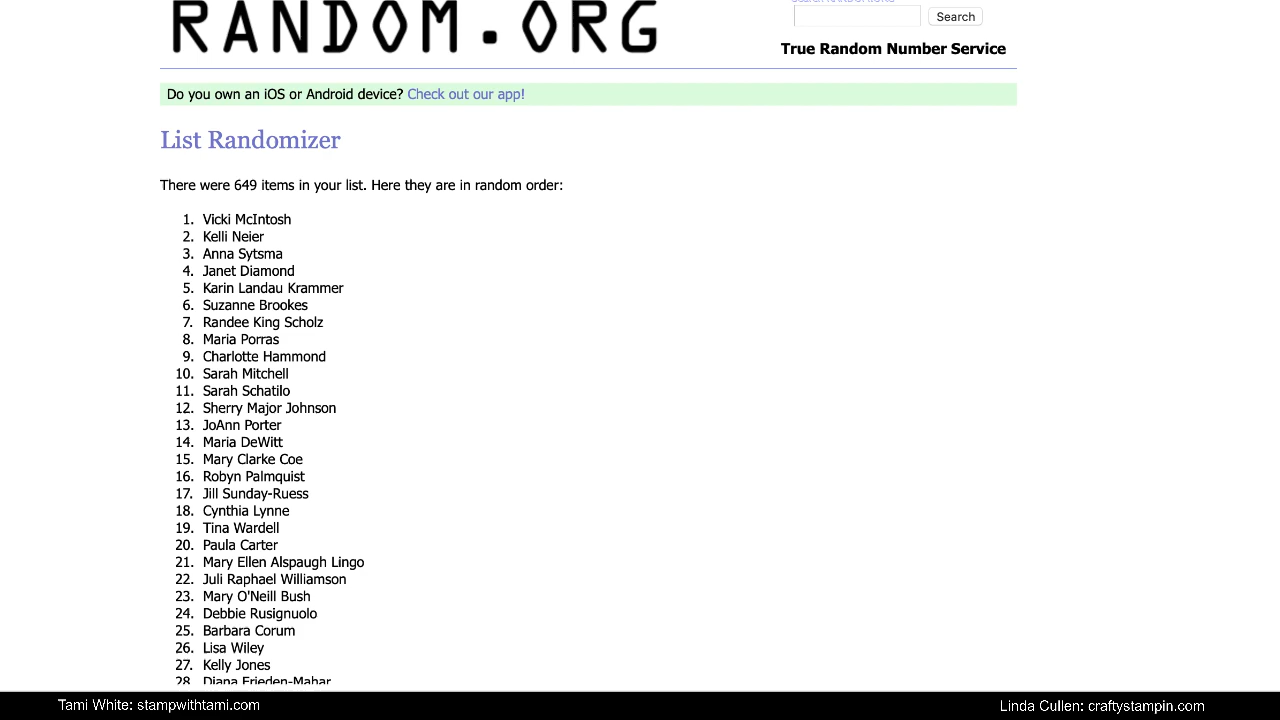 RANDOM.ORG
Search
True Random Number Service
Do you own an iOS or Android device? Check out our app!
List Randomizer
There were 649 items in your list. Here they are in random order:
1. Vicki McIntosh
2. Kelli Neier
3. Anna Sytsma
4. Janet Diamond
5. Karin Landau Krammer
6. Suzanne Brookes
7. Randee King Scholz
8. Maria Porras
9. Charlotte Hammond
10. Sarah Mitchell
11. Sarah Schatilo
12. Sherry Major Johnson
13. JoAnn Porter
14. Maria DeWitt
15. Mary Clarke Coe
16. Robyn Palmquist
17. Jill Sunday-Ruess
18. Cynthia Lynne
19. Tina Wardell
20. Paula Carter
21. Mary Ellen Alspaugh Lingo
22. Juli Raphael Williamson
23. Mary O'Neill Bush
24. Debbie Rusignuolo
25. Barbara Corum
26. Lisa Wiley
27. Kelly Jones
28. Diana Frieden-Mahar
Tami White: stampwithtami.com
Linda Cullen: craftystampin.com